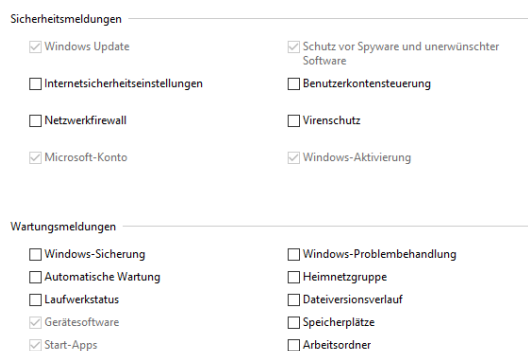 Sicherheitsmeldungen
Windows Update
Schutz vor Spyware und unerwünschter
Software
Internetsicherheitseinstellungen
Benutzerkontensteuerung
Netzwerkfirewall
Virenschutz
Microsoft-Konto
Windows-Aktivierung
Wartungsmeldungen
Windows-Sicherung
Windows-Problembehandlung
Automatische Wartung
Heimnetzgruppe
Laufwerkstatus
Dateiversionsverlauf
Gerätesoftware
Speicherplätze
Start-Apps
Arbeitsordner